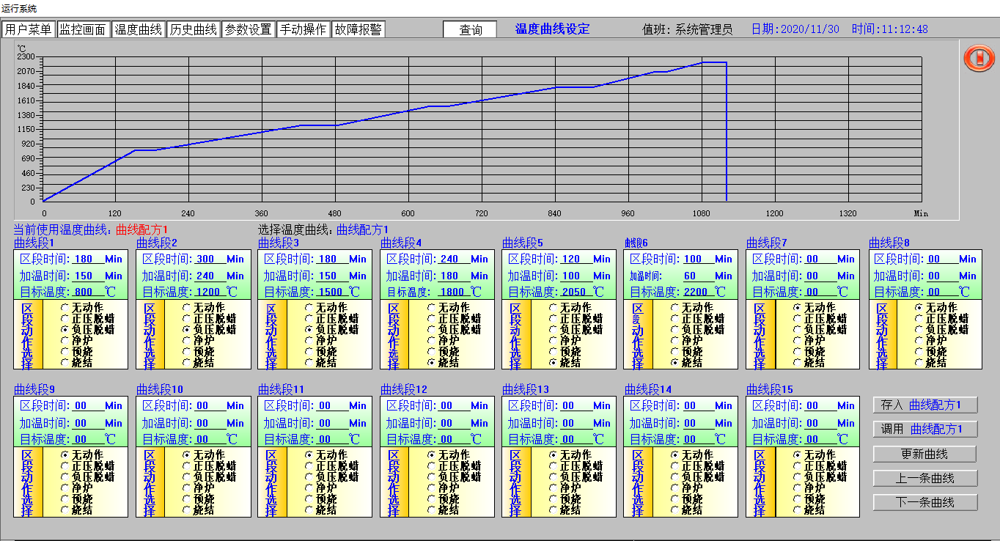 运行系统
用户菜单 监控画面 温度曲线 历史曲线 参数设置 手动操作 故障报警 查询 温度曲线设定 值班: 系统管理员 日期:2020/11/30 时间:11:12:48
℃
2300
2070
1840
1610
1380
1150
920
690
460
230
0
0 120 240 360 480 600 720 840 960 1080 1200 1320 Min
当前使用温度曲线: 曲线配方1 选择温度曲线: 曲线配方1
曲线段1 曲线段2 曲线段3 曲线段4 曲线段5 曲线段6 曲线段7 曲线段8
区段时间: 180 Min 区段时间: 300 Min 区段时间: 180 Min 区段时间: 240 Min 区段时间: 120 Min 区段时间: 100 Min 区段时间: 00 Min 区段时间: 00 Min
加温时间: 150 Min 加温时间: 240 Min 加温时间: 150 Min 加温时间: 180 Min 加温时间: 100 Min 加温时间: 60 Min 加温时间: 00 Min 加温时间: 00 Min
目标温度: 800 ℃ 目标温度: 1200 ℃ 目标温度: 1500 ℃ 目标温度: 1800 ℃ 目标温度: 2050 ℃ 目标温度: 2200 ℃ 目标温度: 00 ℃ 目标温度: 00 ℃
区段动作选择 区段动作选择 区段动作选择 区段动作选择 区段动作选择 区段动作选择 区段动作选择 区段动作选择
无动作 无动作 无动作 无动作 无动作 无动作 无动作 无动作
正压脱蜡 正压脱蜡 正压脱蜡 正压脱蜡 正压脱蜡 正压脱蜡 正压脱蜡 正压脱蜡
负压脱蜡 负压脱蜡 负压脱蜡 负压脱蜡 负压脱蜡 负压脱蜡 负压脱蜡 负压脱蜡
净炉 净炉 净炉 净炉 净炉 净炉 净炉 净炉
预烧 预烧 预烧 预烧 预烧 预烧 预烧 预烧
烧结 烧结 烧结 烧结 烧结 烧结 烧结 烧结
曲线段9 曲线段10 曲线段11 曲线段12 曲线段13 曲线段14 曲线段15
区段时间: 00 Min 区段时间: 00 Min 区段时间: 00 Min 区段时间: 00 Min 区段时间: 00 Min 区段时间: 00 Min 区段时间: 00 Min
加温时间: 00 Min 加温时间: 00 Min 加温时间: 00 Min 加温时间: 00 Min 加温时间: 00 Min 加温时间: 00 Min 加温时间: 00 Min
目标温度: 00 ℃ 目标温度: 00 ℃ 目标温度: 00 ℃ 目标温度: 00 ℃ 目标温度: 00 ℃ 目标温度: 00 ℃ 目标温度: 00 ℃
区段动作选择 区段动作选择 区段动作选择 区段动作选择 区段动作选择 区段动作选择 区段动作选择
无动作 无动作 无动作 无动作 无动作 无动作 无动作
正压脱蜡 正压脱蜡 正压脱蜡 正压脱蜡 正压脱蜡 正压脱蜡 正压脱蜡
负压脱蜡 负压脱蜡 负压脱蜡 负压脱蜡 负压脱蜡 负压脱蜡 负压脱蜡
净炉 净炉 净炉 净炉 净炉 净炉 净炉
预烧 预烧 预烧 预烧 预烧 预烧 预烧
烧结 烧结 烧结 烧结 烧结 烧结 烧结
存入 曲线配方1
调用 曲线配方1
更新曲线
上一条曲线
下一条曲线